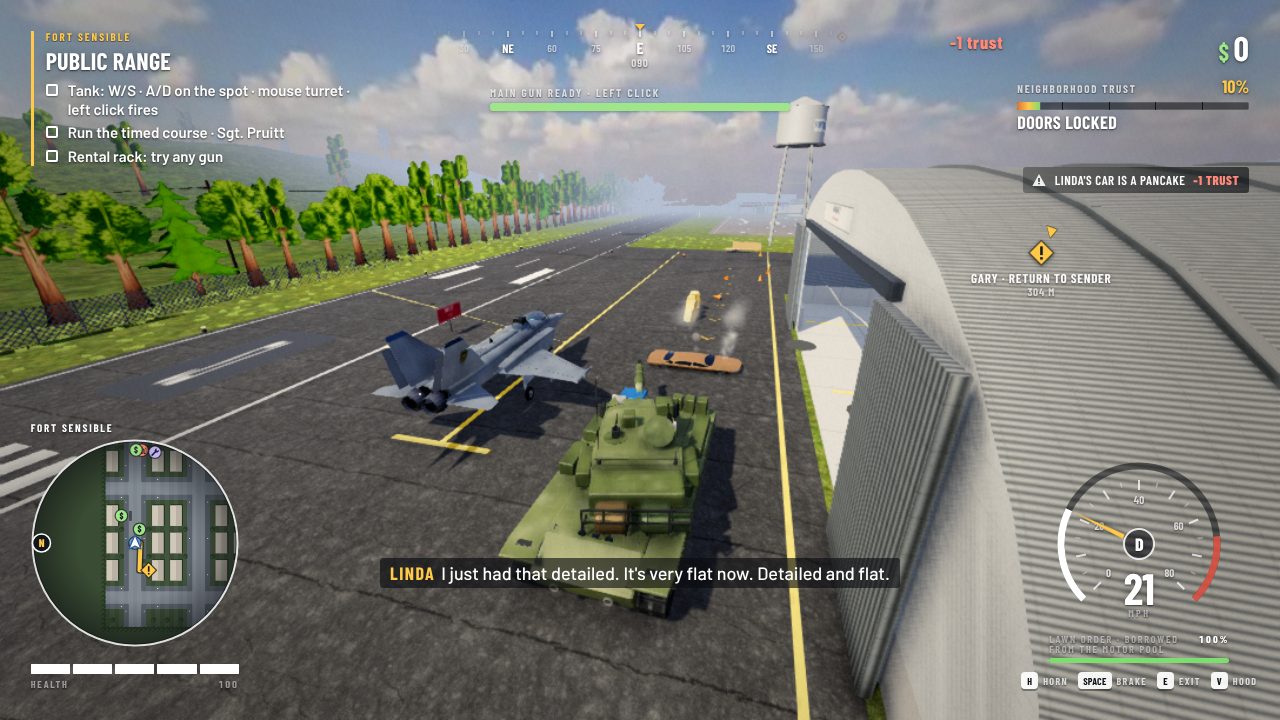 FORT SENSIBLE
PUBLIC RANGE
Tank: W/S · A/D on the spot · mouse turret ·
left click fires
Run the timed course · Sgt. Pruitt
Rental rack: try any gun
30 NE 60 75 E 105 120 SE 150
090
MAIN GUN READY · LEFT CLICK
-1 trust
$ 0
NEIGHBORHOOD TRUST 10%
DOORS LOCKED
LINDA'S CAR IS A PANCAKE -1 TRUST
GARY · RETURN TO SENDER
304 M
FORT SENSIBLE
N
HEALTH 100
LINDA I just had that detailed. It's very flat now. Detailed and flat.
0 20 40 60 80
D
21
MPH
LAWN ORDER · BORROWED
FROM THE MOTOR POOL
100%
H HORN SPACE BRAKE E EXIT V HOOD